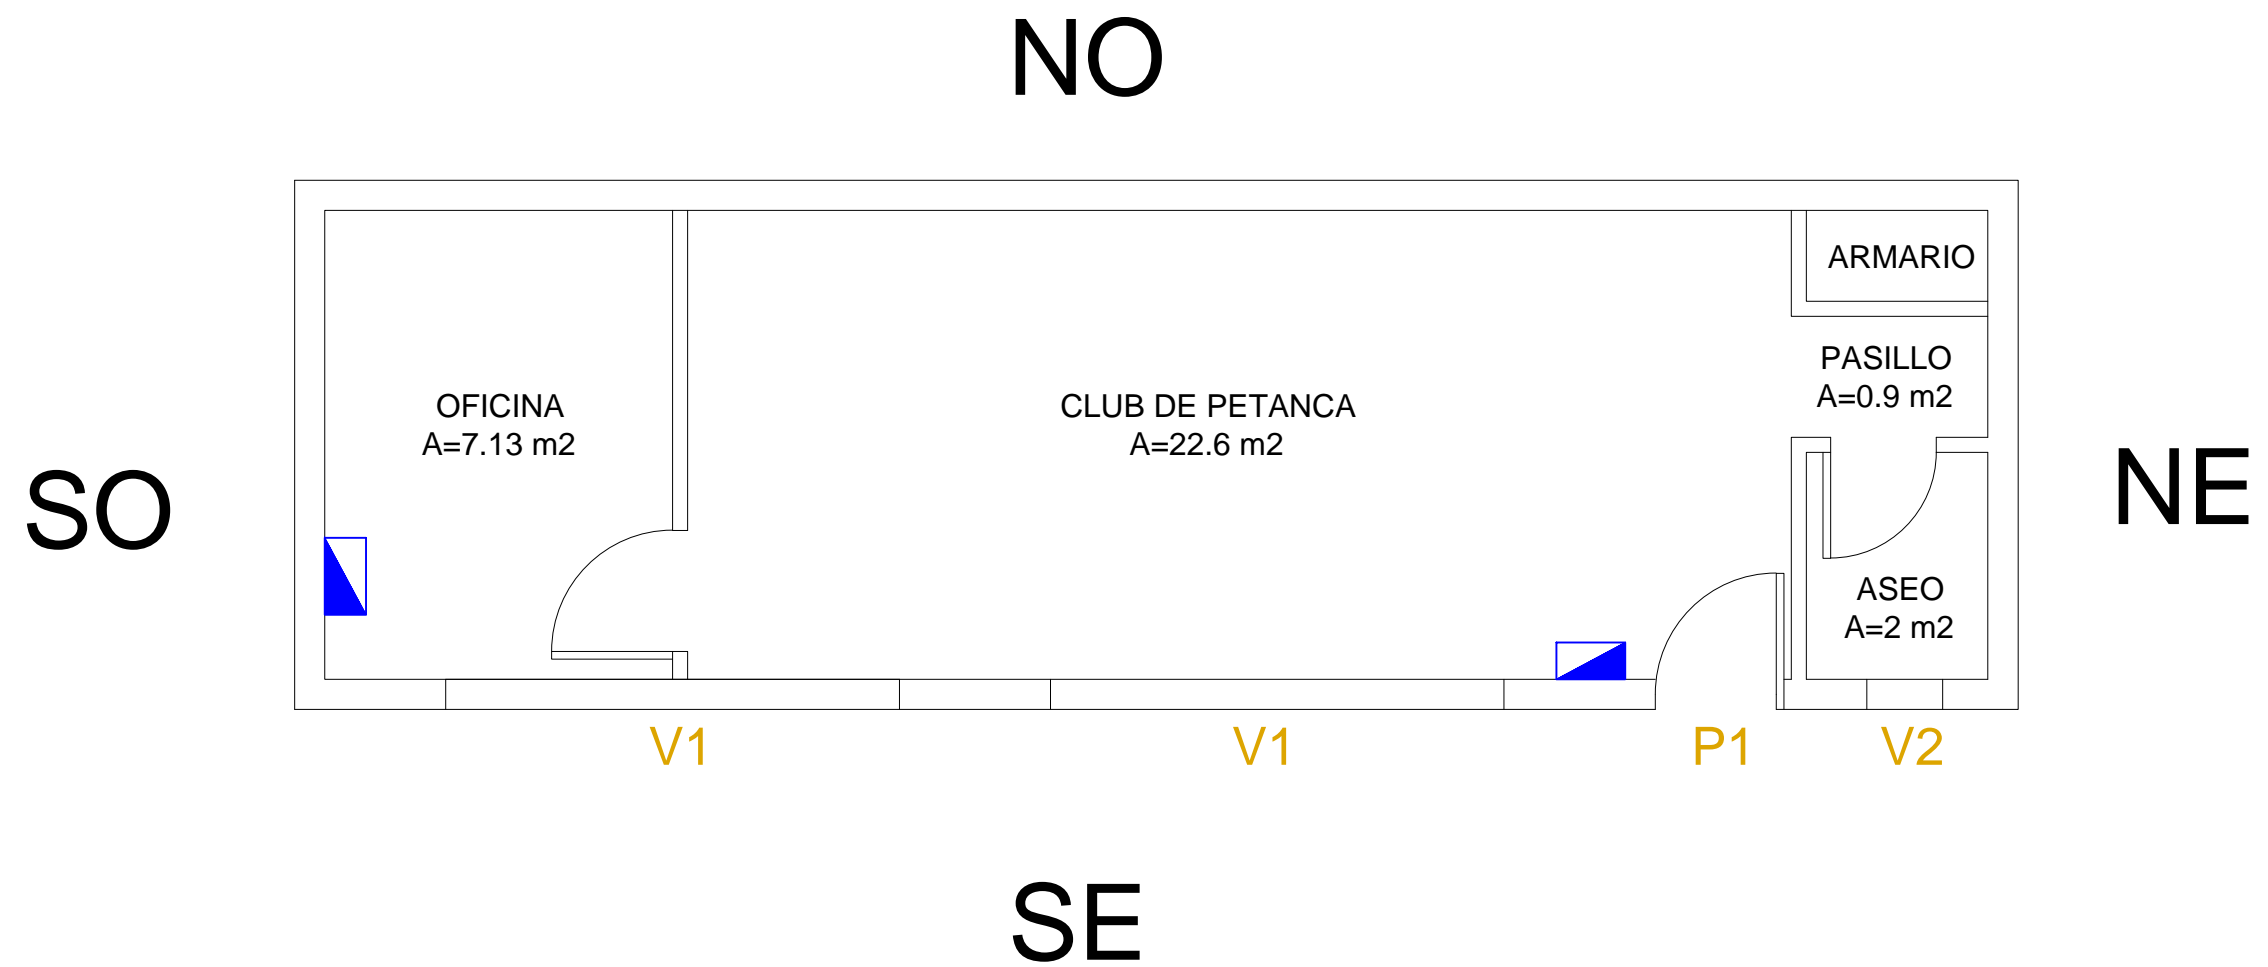 NO
ARMARIO
PASILLO
A=0.9 m2
OFICINA
A=7.13 m2
CLUB DE PETANCA
A=22.6 m2
SO
NE
ASEO
A=2 m2
V1
V1
P1
V2
SE